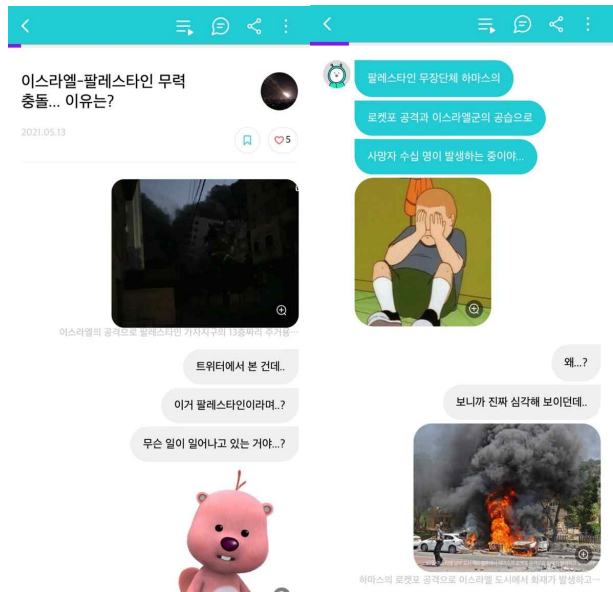 이스라엘-팔레스타인 무력
충돌... 이유는?
2021.05.13
5
이스라엘의 공격으로 팔레스타인 가자지구의 13층짜리 주거용…
트위터에서 본 건데..
이거 팔레스타인이라며..?
무슨 일이 일어나고 있는 거야...?
팔레스타인 무장단체 하마스의
로켓포 공격과 이스라엘군의 공습으로
사망자 수십 명이 발생하는 중이야...
왜...?
보니까 진짜 심각해 보이던데..
하마스의 로켓포 공격으로 이스라엘 도시에서 화재가 발생하고…